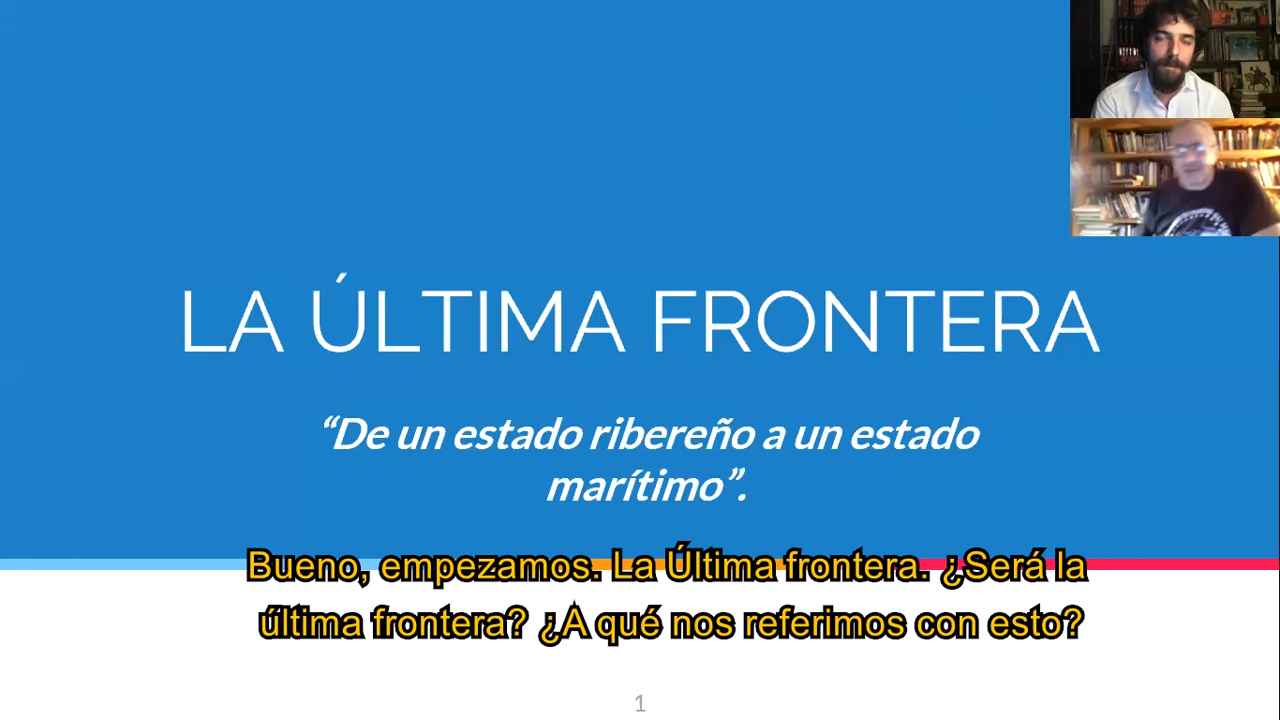 LA ÚLTIMA FRONTERA
“De un estado ribereño a un estado
marítimo”.
Bueno, empezamos. La Última frontera. ¿Será la
última frontera? ¿A qué nos referimos con esto?
1